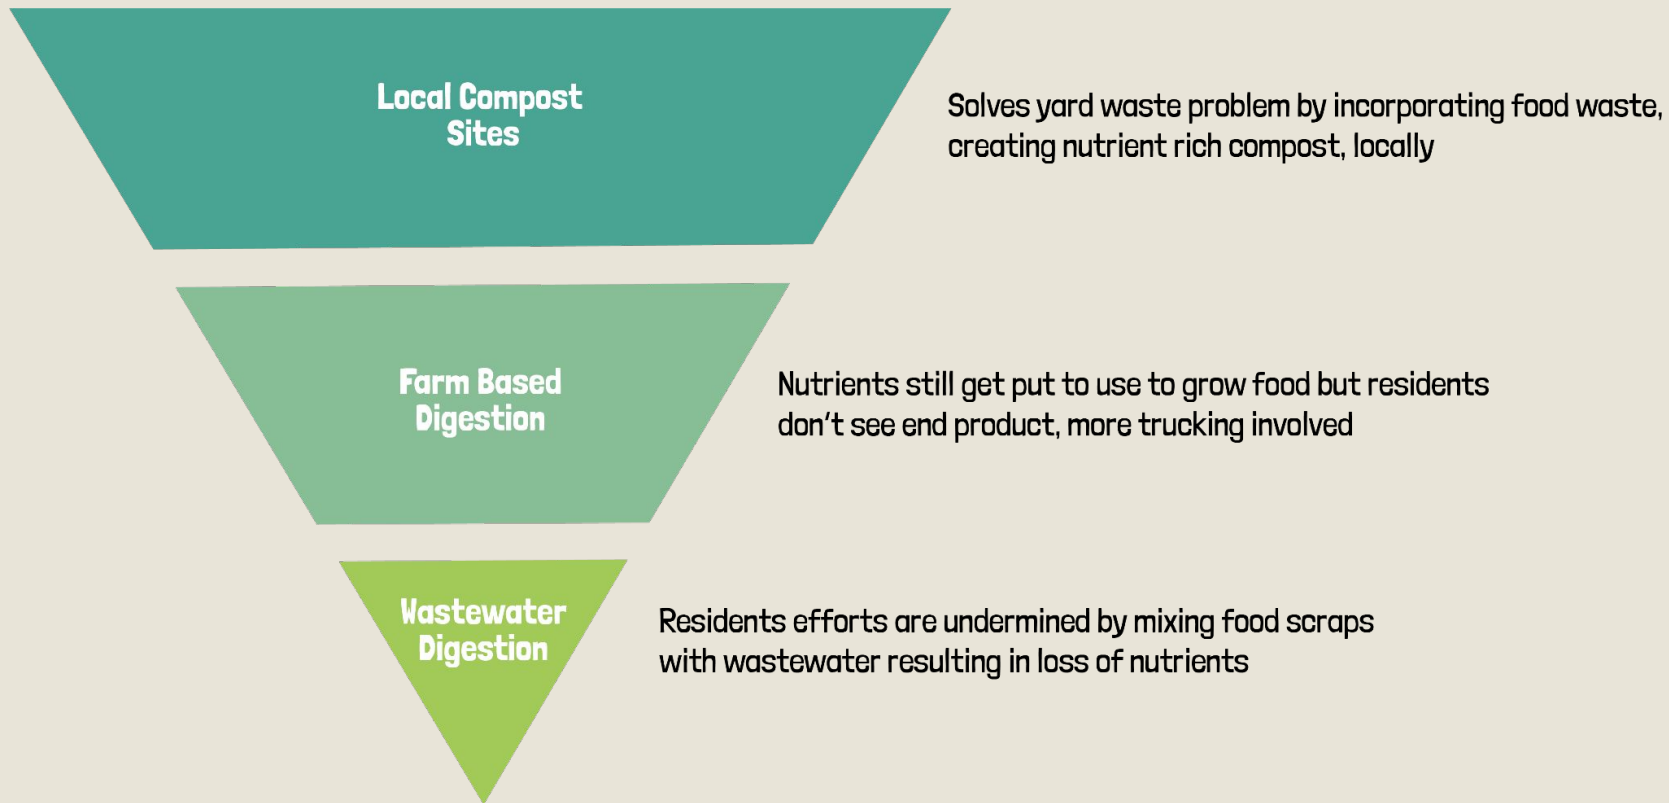 Local Compost
Sites
Solves yard waste problem by incorporating food waste,
creating nutrient rich compost, locally
Farm Based
Digestion
Nutrients still get put to use to grow food but residents
don't see end product, more trucking involved
Wastewater
Digestion
Residents efforts are undermined by mixing food scraps
with wastewater resulting in loss of nutrients